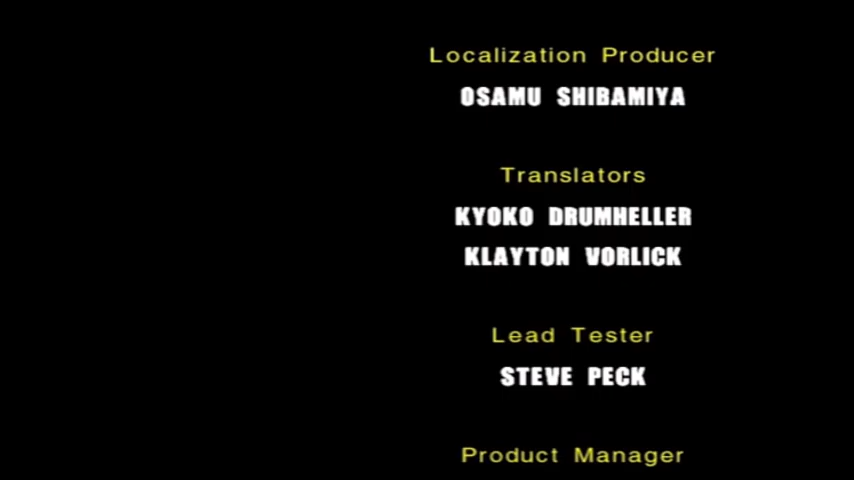 Localization Producer
OSAMU SHIBAMIYA
Translators
KYOKO DRUMHELLER
KLAYTON VORLICK
Lead Tester
STEVE PECK
Product Manager